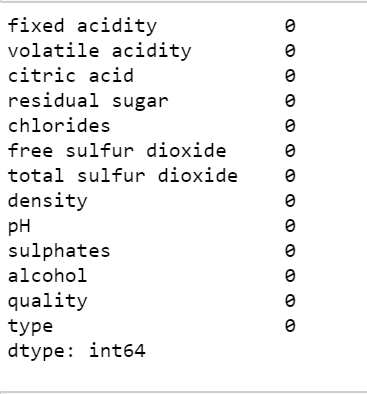 fixed acidity 0
volatile acidity 0
citric acid 0
residual sugar 0
chlorides 0
free sulfur dioxide 0
total sulfur dioxide 0
density 0
pH 0
sulphates 0
alcohol 0
quality 0
type 0
dtype: int64